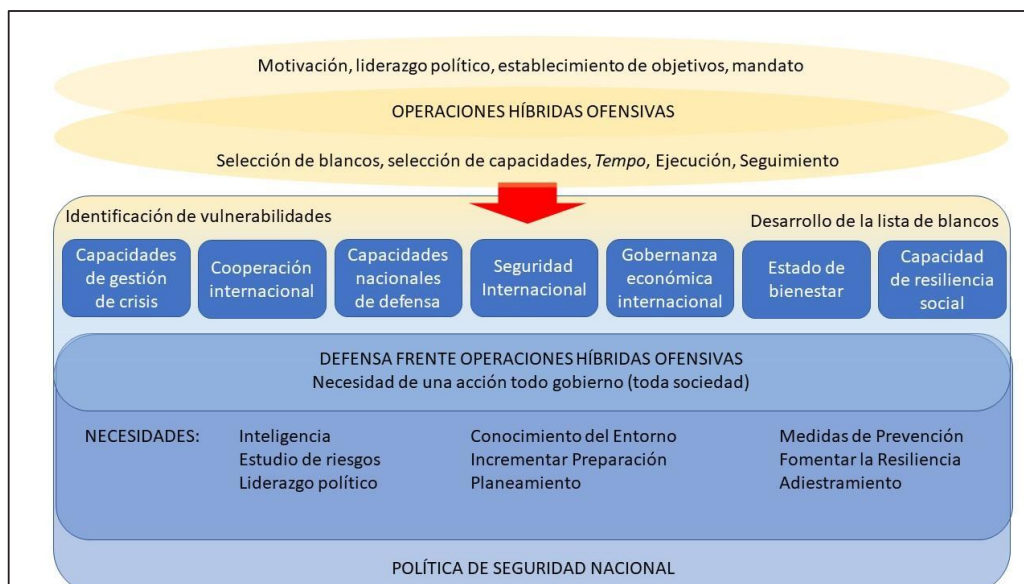 Motivación, liderazgo político, establecimiento de objetivos, mandato
OPERACIONES HÍBRIDAS OFENSIVAS
Selección de blancos, selección de capacidades, Tempo, Ejecución, Seguimiento
Identificación de vulnerabilidades
Desarrollo de la lista de blancos
Capacidades
de gestión
de crisis
Cooperación
internacional
Capacidades
nacionales
de defensa
Seguridad
Internacional
Gobernanza
económica
internacional
Estado de
bienestar
Capacidad
de resiliencia
social
DEFENSA FRENTE OPERACIONES HÍBRIDAS OFENSIVAS
Necesidad de una acción todo gobierno (toda sociedad)
NECESIDADES:
Inteligencia
Estudio de riesgos
Liderazgo político
Conocimiento del Entorno
Incrementar Preparación
Planeamiento
Medidas de Prevención
Fomentar la Resiliencia
Adiestramiento
POLÍTICA DE SEGURIDAD NACIONAL